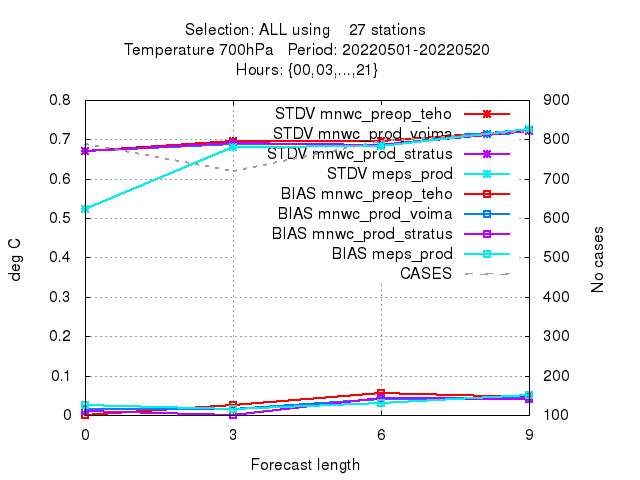 Selection: ALL using 27 stations
Temperature 700hPa Period: 20220501-20220520
Hours: {00,03,...,21}
0.8 900
STDV mnwc_preop_teho
0.7 STDV mnwc_prod_voima 800
STDV mnwc_prod_stratus
0.6 STDV meps_prod 700
BIAS mnwc_preop_teho
0.5 BIAS mnwc_prod_voima 600
BIAS mnwc_prod_stratus
0.4 BIAS meps_prod 500
CASES
0.3 400
0.2 300
0.1 200
0 100
deg C
No cases
0 3 6 9
Forecast length